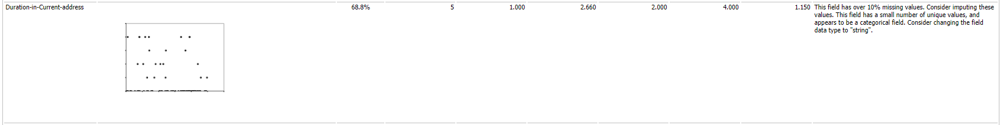 Duration-in-Current-address 68.8% 5 1.000 2.660 2.000 4.000 1.150 This field has over 10% missing values. Consider imputing these
values. This field has a small number of unique values, and
appears to be a categorical field. Consider changing the field
data type to "string".